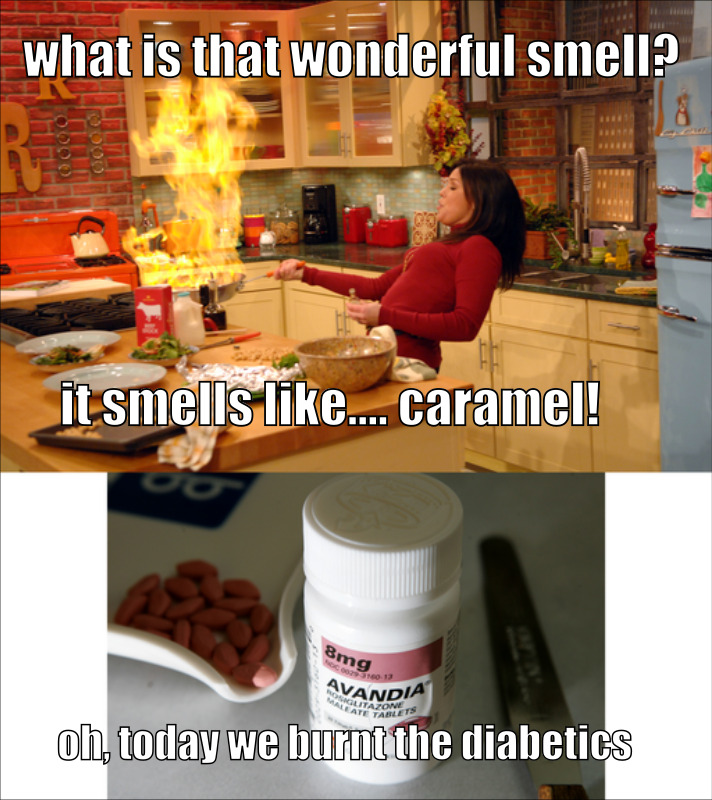 what is that wonderful smell?
R
R
it smells like.... caramel!
8mg
NDC 0029-3160-13
AVANDIA®
ROSIGLITAZONE
MALEATE TABLETS
oh, today we burnt the diabetics